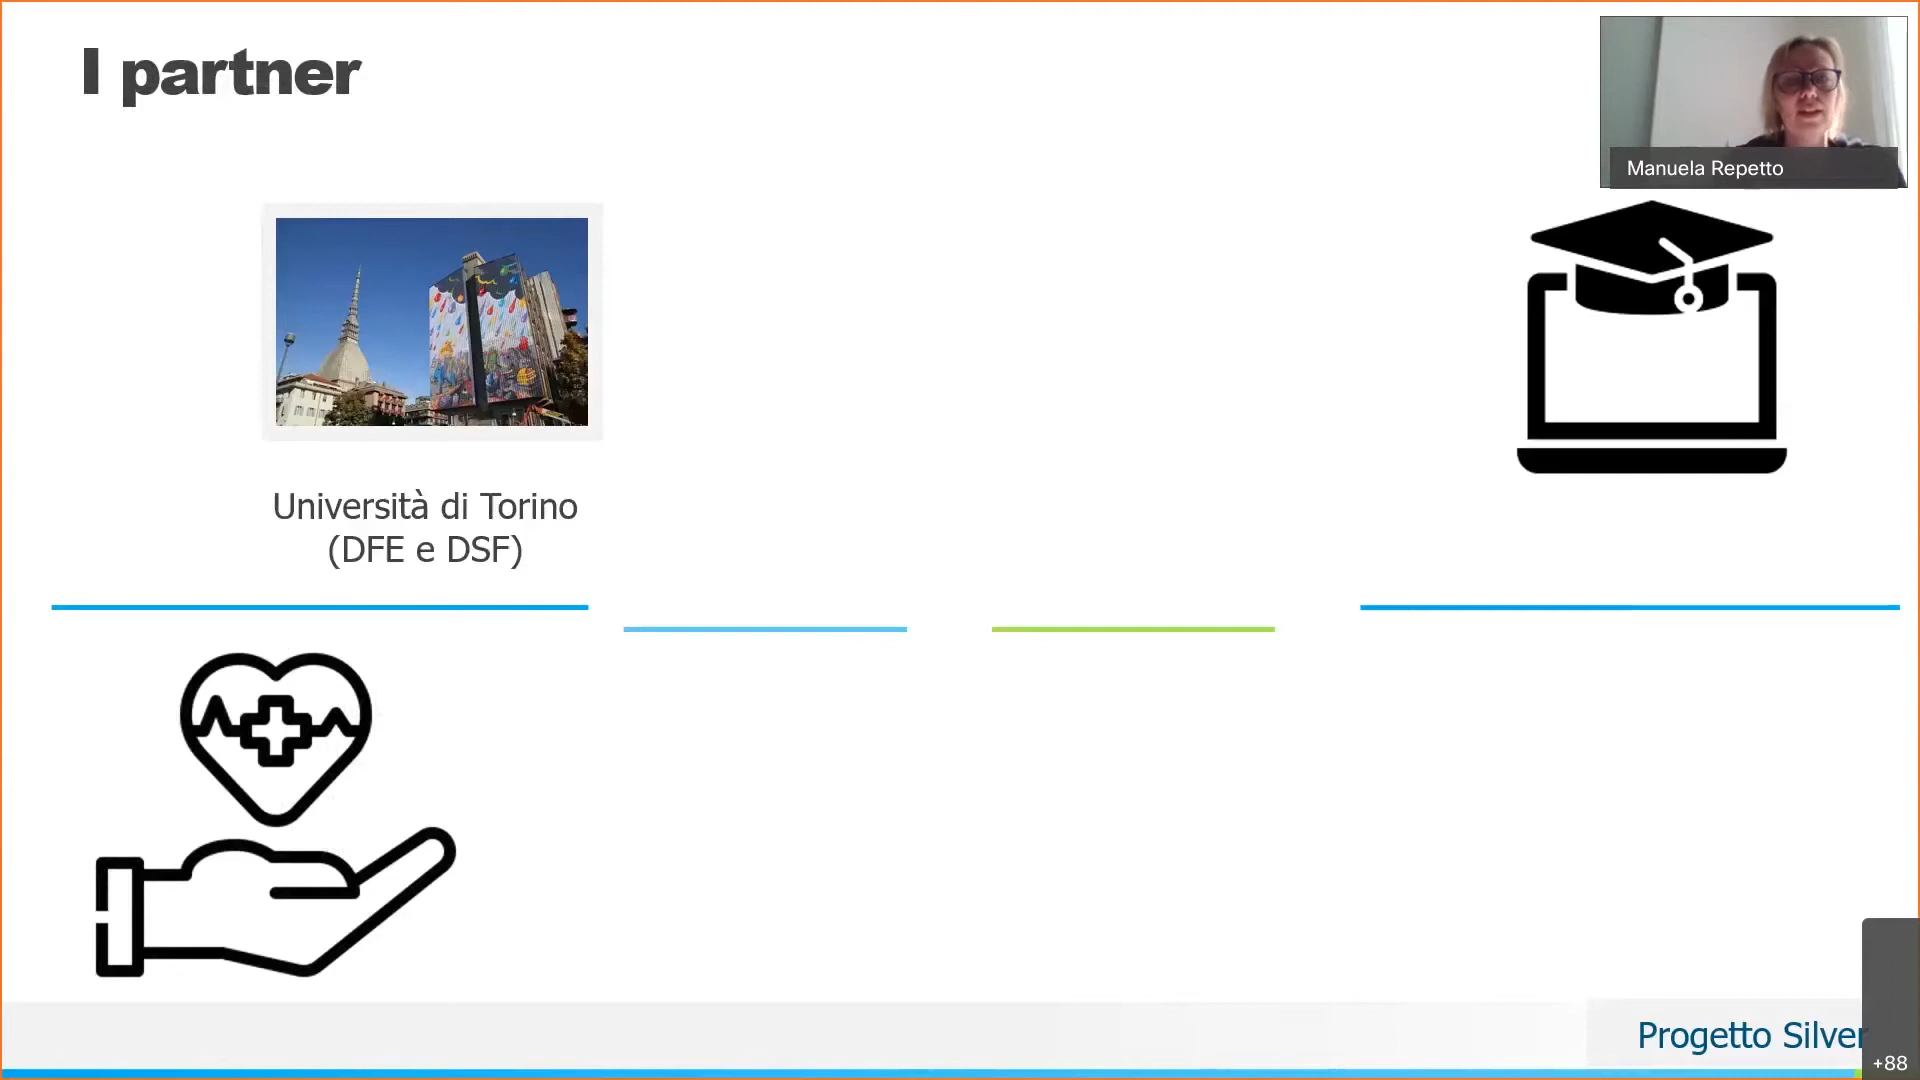 I partner
Manuela Repetto
Università di Torino
(DFE e DSF)
Progetto Silver
+88